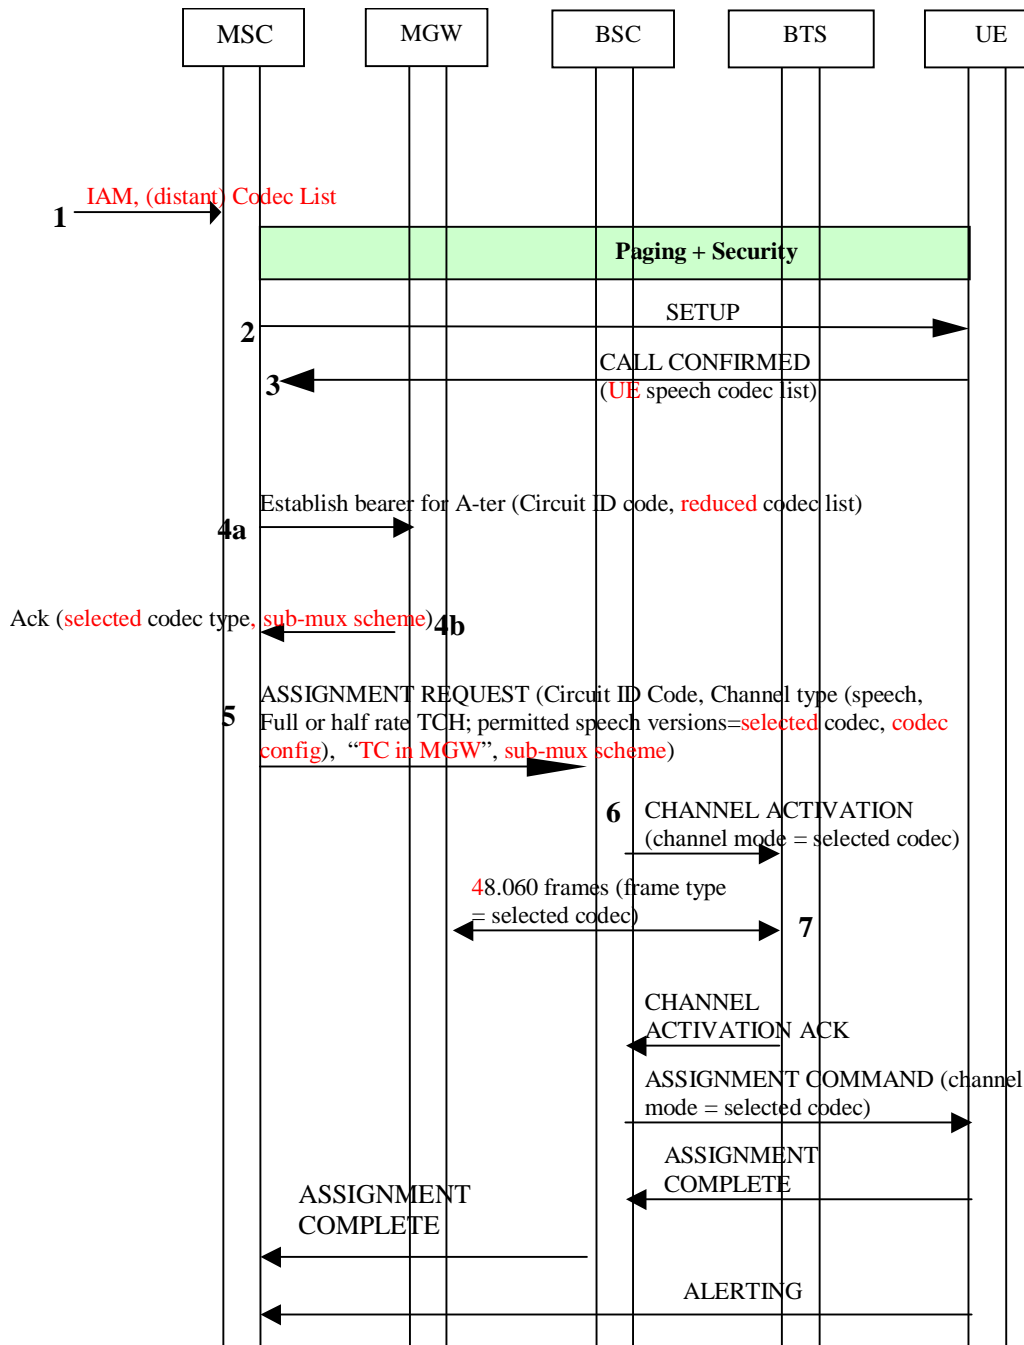 MSC
MGW
BSC
BTS
UE
IAM, (distant) Codec List
1
Paging + Security
SETUP
2
CALL CONFIRMED
3
(UE speech codec list)
Establish bearer for A-ter (Circuit ID code, reduced codec list)
4a
Ack (selected codec type, sub-mux scheme)
4b
ASSIGNMENT REQUEST (Circuit ID Code, Channel type (speech,
5
Full or half rate TCH; permitted speech versions=selected codec, codec
config), “TC in MGW”, sub-mux scheme)
6
CHANNEL ACTIVATION
(channel mode = selected codec)
48.060 frames (frame type
= selected codec)
7
CHANNEL
ACTIVATION ACK
ASSIGNMENT COMMAND (channel
mode = selected codec)
ASSIGNMENT
COMPLETE
ASSIGNMENT
COMPLETE
ALERTING